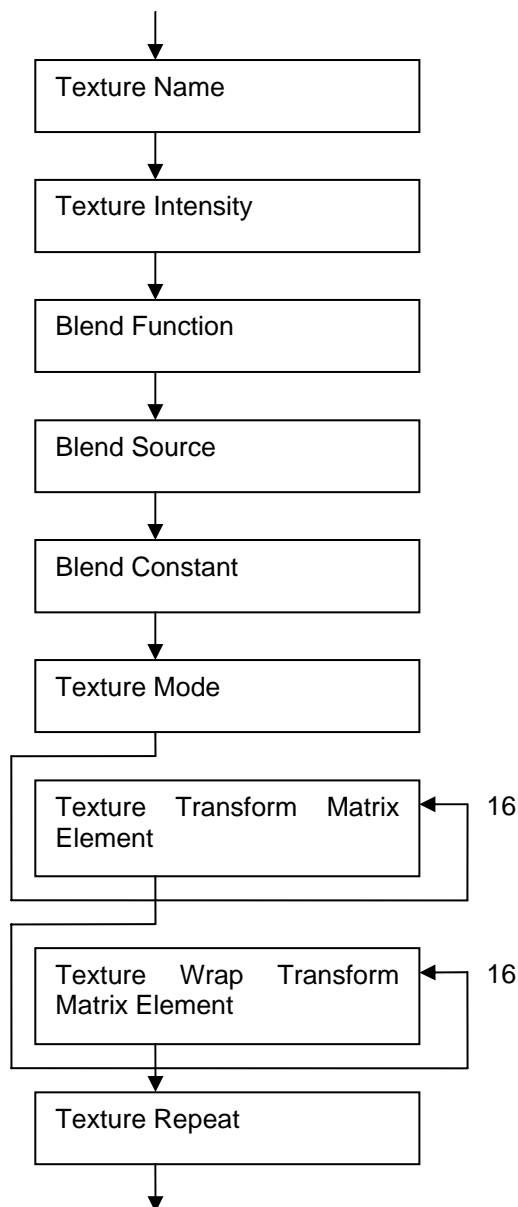 Texture Name
Texture Intensity
Blend Function
Blend Source
Blend Constant
Texture Mode
Texture Transform Matrix
Element
16
Texture Wrap Transform
Matrix Element
16
Texture Repeat